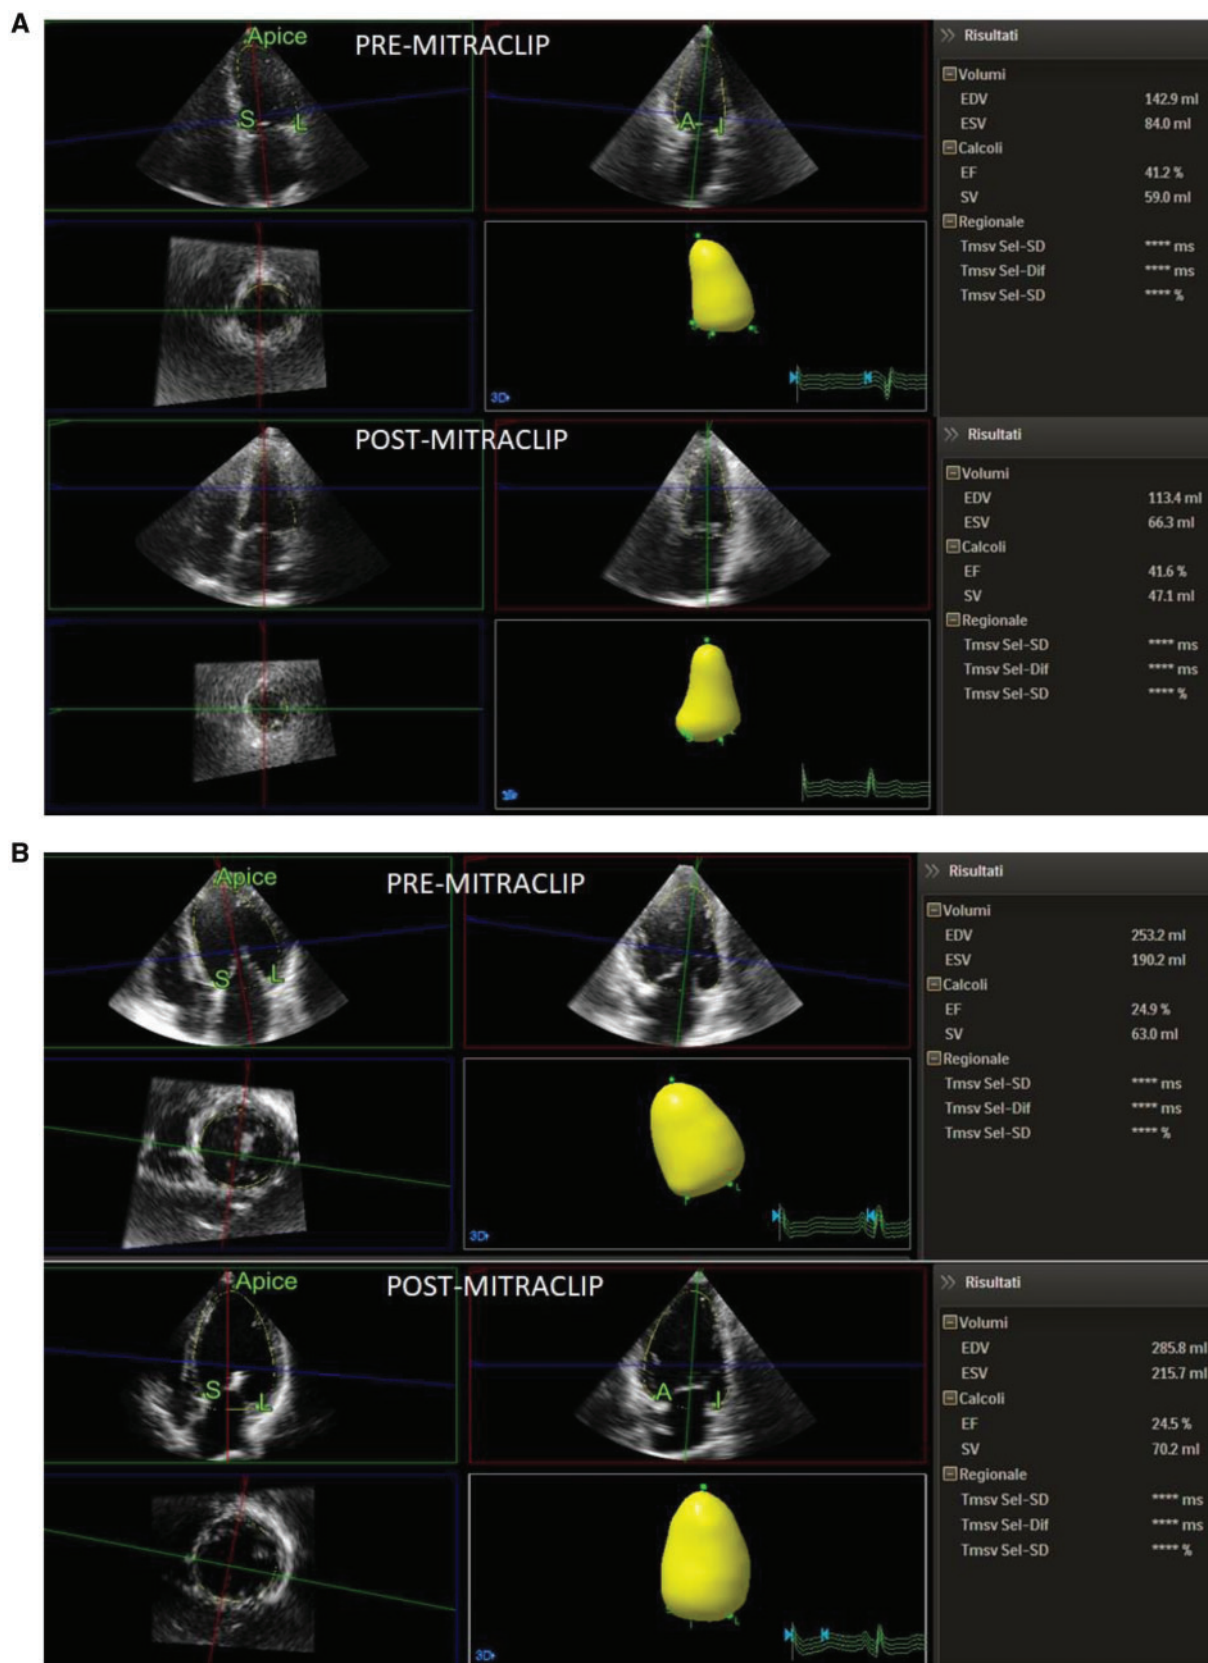 A
PRE-MITRACLIP
Apice
S
L
A
I
3D
Risultati
Volumi
EDV 142.9 ml
ESV 84.0 ml
Calcoli
EF 41.2 %
SV 59.0 ml
Regionale
Tmsv Sel-SD **** ms
Tmsv Sel-Dif **** ms
Tmsv Sel-SD **** %
POST-MITRACLIP
Risultati
Volumi
EDV 113.4 ml
ESV 66.3 ml
Calcoli
EF 41.6 %
SV 47.1 ml
Regionale
Tmsv Sel-SD **** ms
Tmsv Sel-Dif **** ms
Tmsv Sel-SD **** %
B
PRE-MITRACLIP
Apice
S
L
3D
Risultati
Volumi
EDV 253.2 ml
ESV 190.2 ml
Calcoli
EF 24.9 %
SV 63.0 ml
Regionale
Tmsv Sel-SD **** ms
Tmsv Sel-Dif **** ms
Tmsv Sel-SD **** %
POST-MITRACLIP
Apice
S
L
A
I
3D
Risultati
Volumi
EDV 285.8 ml
ESV 215.7 ml
Calcoli
EF 24.5 %
SV 70.2 ml
Regionale
Tmsv Sel-SD **** ms
Tmsv Sel-Dif **** ms
Tmsv Sel-SD **** %